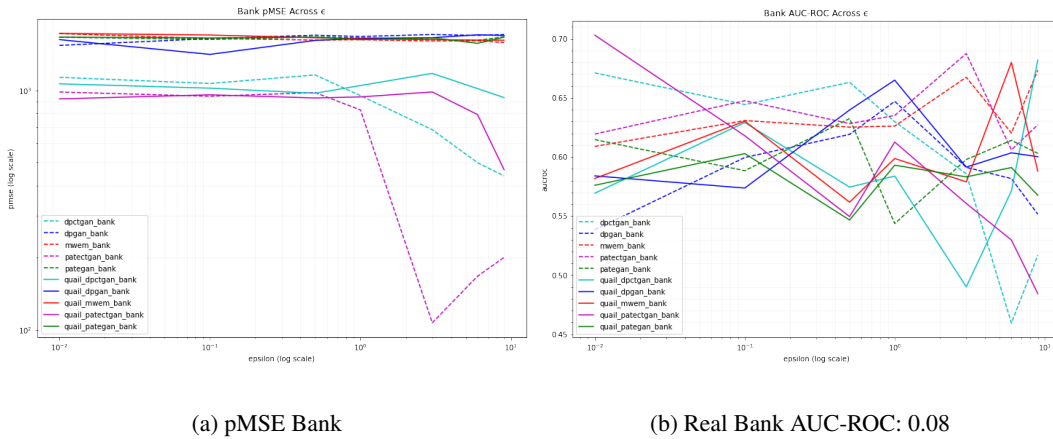 Bank pMSE Across ϵ
pmse (log scale)
10³
10²
dpctgan_bank
dpgan_bank
mwem_bank
patectgan_bank
pategan_bank
quail_dpctgan_bank
quail_dpgan_bank
quail_mwem_bank
quail_patectgan_bank
quail_pategan_bank
10⁻²
10⁻¹
10⁰
10¹
epsilon (log scale)
(a) pMSE Bank
Bank AUC-ROC Across ϵ
aucroc
0.70
0.65
0.60
0.55
0.50
0.45
dpctgan_bank
dpgan_bank
mwem_bank
patectgan_bank
pategan_bank
quail_dpctgan_bank
quail_dpgan_bank
quail_mwem_bank
quail_patectgan_bank
quail_pategan_bank
10⁻²
10⁻¹
10⁰
10¹
epsilon (log scale)
(b) Real Bank AUC-ROC: 0.08